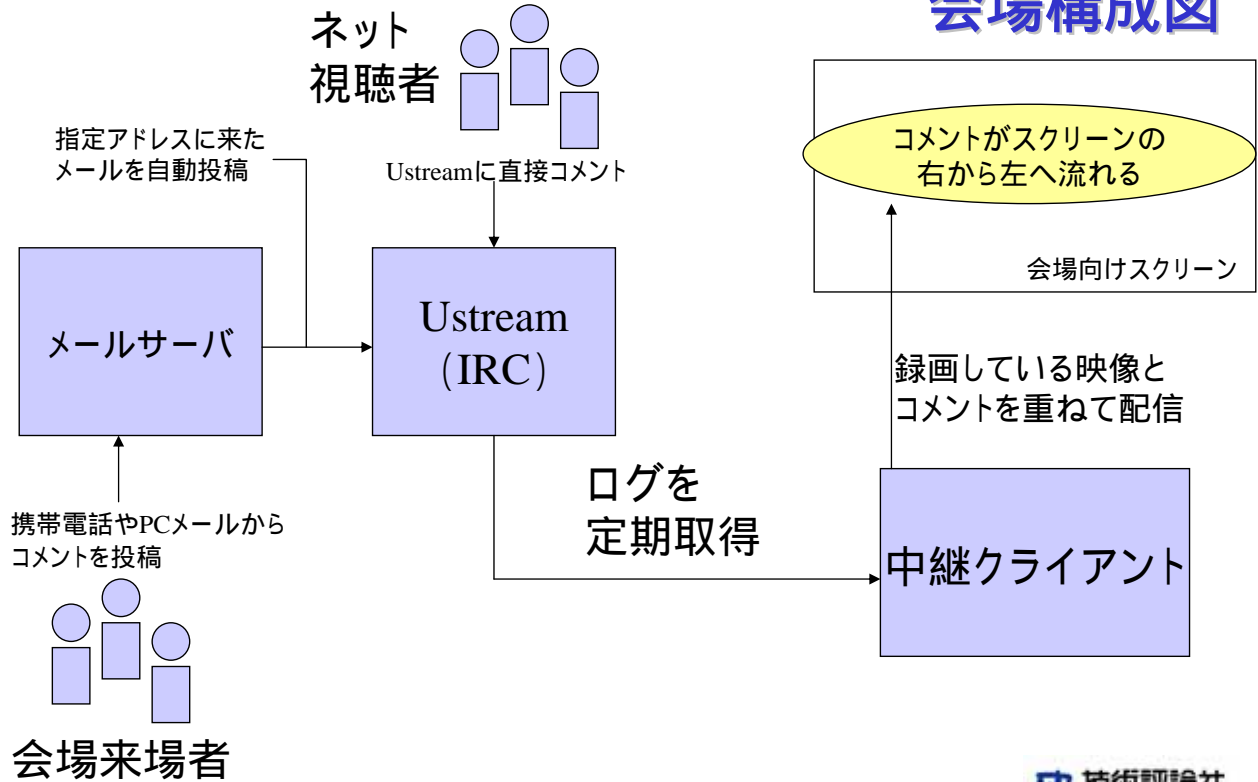 会場構成図
ネット
視聴者
指定アドレスに来た
メールを自動投稿
Ustreamに直接コメント
コメントがスクリーンの
右から左へ流れる
会場向けスクリーン
メールサーバ
Ustream
(IRC)
録画している映像と
コメントを重ねて配信
ログを
定期取得
携帯電話やPCメールから
コメントを投稿
中継クライアント
会場来場者
技術評論社